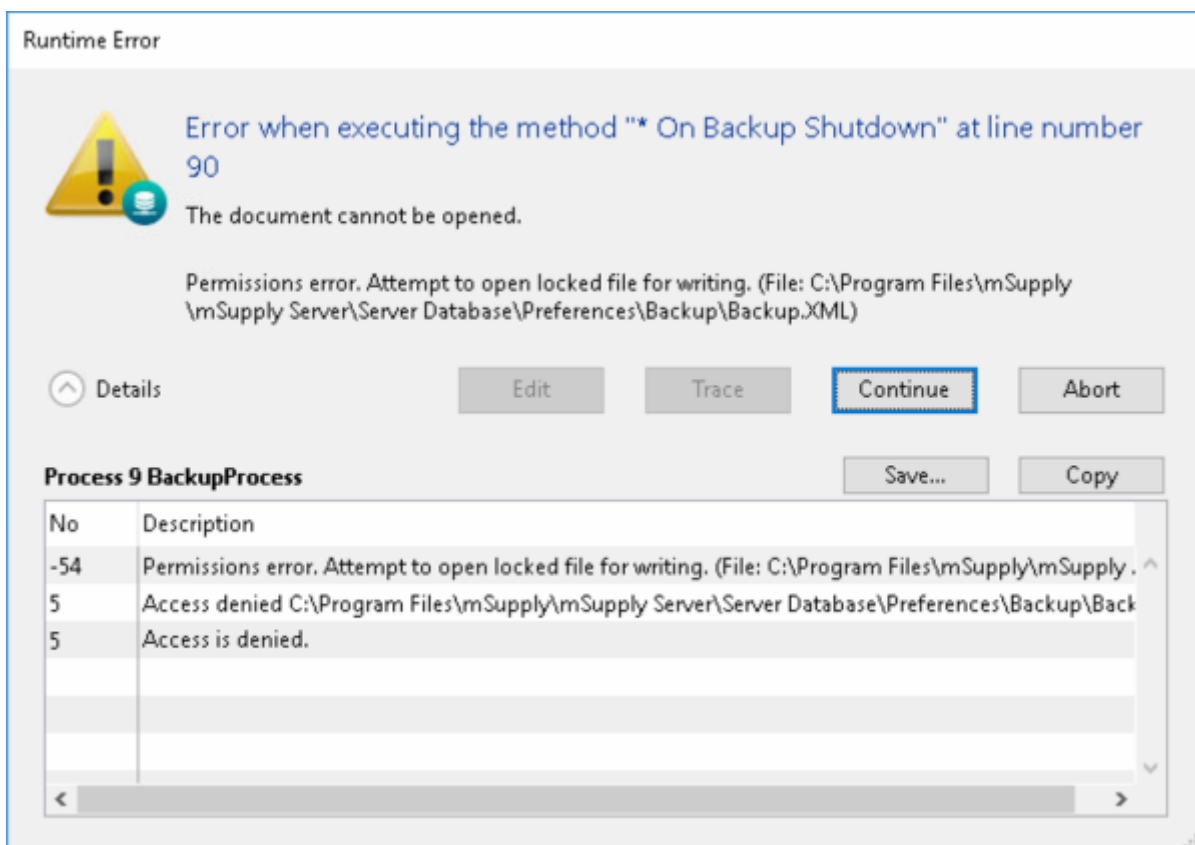 Runtime Error
Error when executing the method "* On Backup Shutdown" at line number
90
The document cannot be opened.
Permissions error. Attempt to open locked file for writing. (File: C:\Program Files\mSupply
\mSupply Server\Server Database\Preferences\Backup\Backup.XML)
Details
Edit
Trace
Continue
Abort
Process 9 BackupProcess
Save...
Copy
No Description
-54 Permissions error. Attempt to open locked file for writing. (File: C:\Program Files\mSupply\mSupply .
5 Access denied C:\Program Files\mSupply\mSupply Server\Server Database\Preferences\Backup\Back
5 Access is denied.